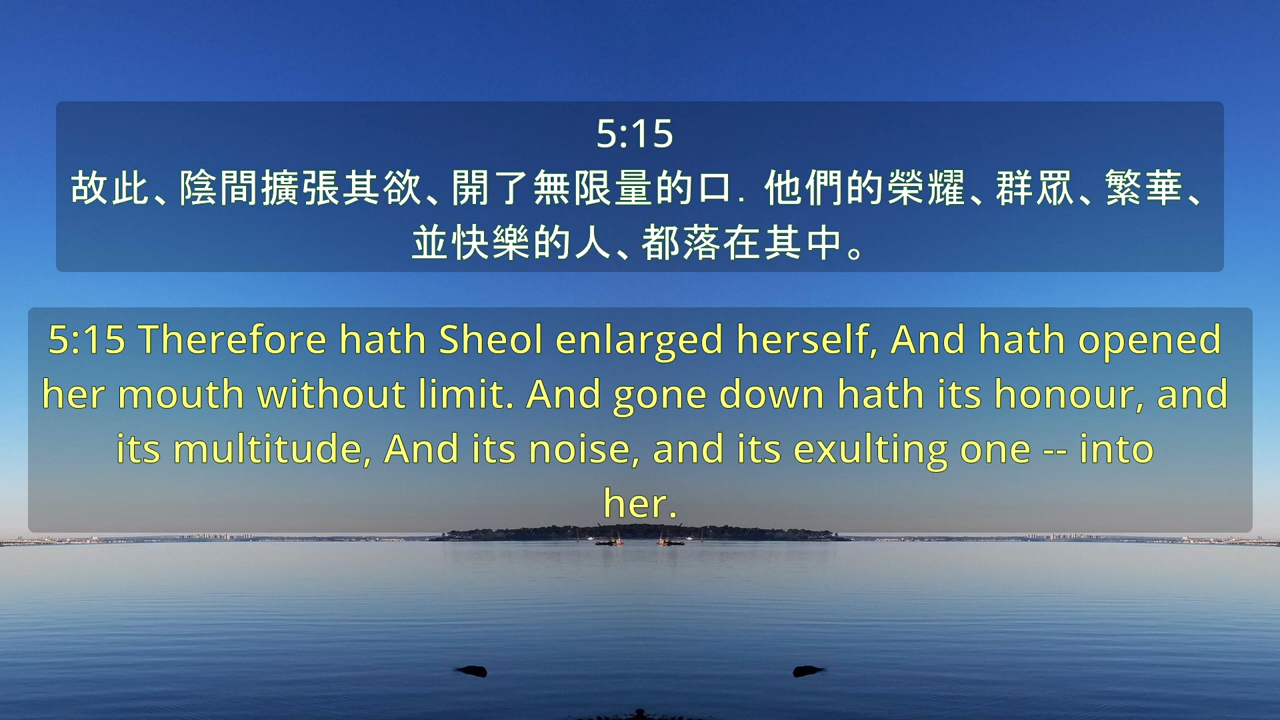 5:15
故此、陰間擴張其欲、開了無限量的口．他們的榮耀、群眾、繁華、
並快樂的人、都落在其中。
5:15 Therefore hath Sheol enlarged herself, And hath opened
her mouth without limit. And gone down hath its honour, and
its multitude, And its noise, and its exulting one -- into
her.